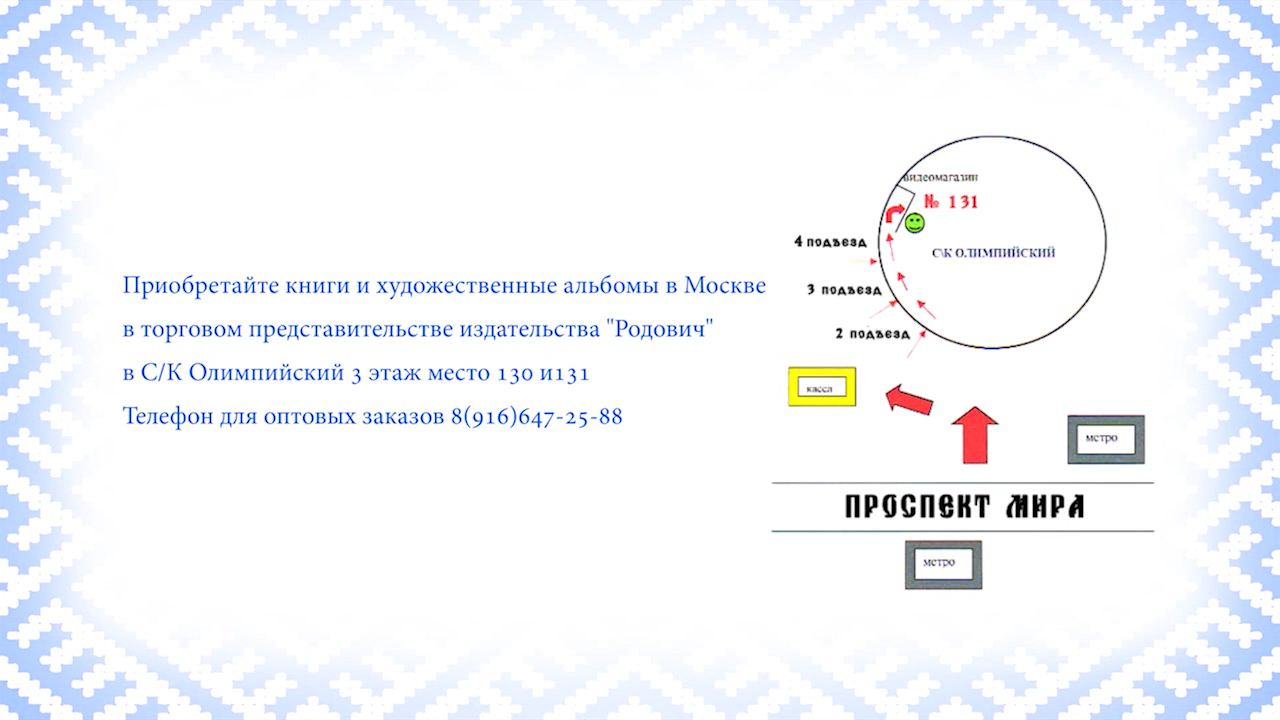 Приобретайте книги и художественные альбомы в Москве
в торговом представительстве издательства "Родович"
в С/К Олимпийский 3 этаж место 130 и131
Телефон для оптовых заказов 8(916)647-25-88
видеомагазин
№ 131
4 подъезд
С\К ОЛИМПИЙСКИЙ
3 подъезд
2 подъезд
касса
метро
ПРОСПЕКТ МИРА
метро